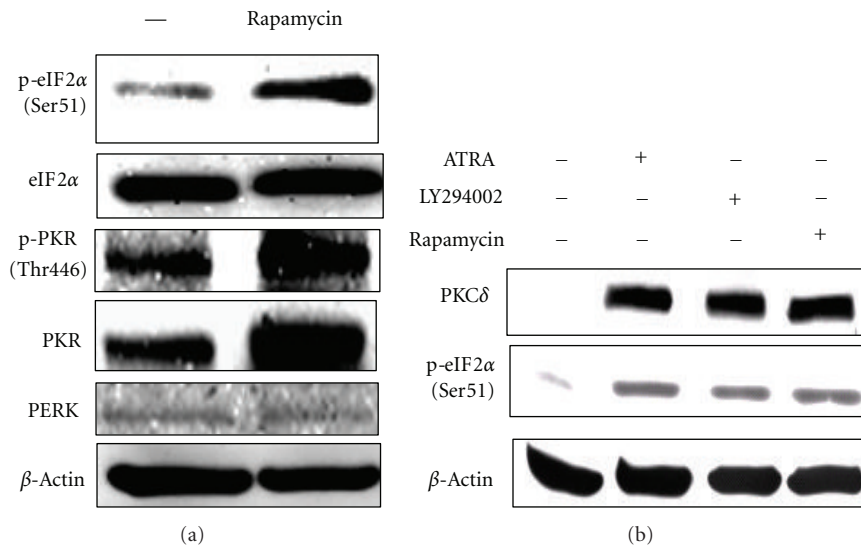 — Rapamycin
p-eIF2α
(Ser51)
eIF2α
p-PKR
(Thr446)
PKR
PERK
β-Actin
(a)
ATRA – + – –
LY294002 – – + –
Rapamycin – – – +
PKCδ
p-eIF2α
(Ser51)
β-Actin
(b)